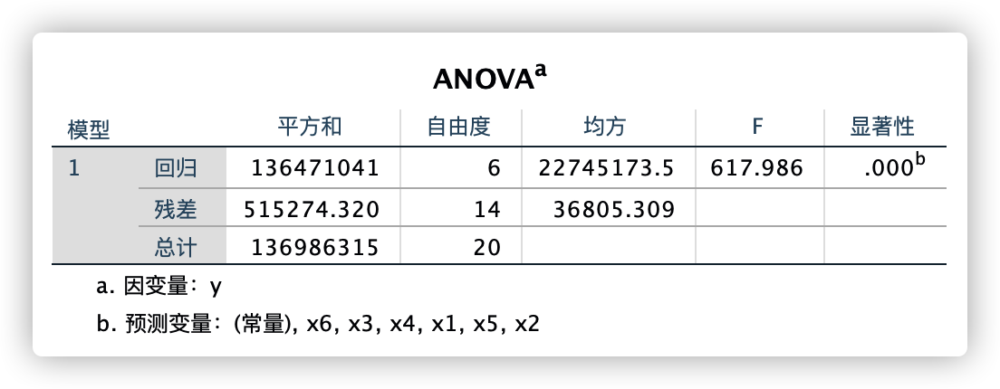 ANOVAa
模型 平方和 自由度 均方 F 显著性
1 回归 136471041 6 22745173.5 617.986 .000b
残差 515274.320 14 36805.309
总计 136986315 20
a. 因变量：y
b. 预测变量：(常量), x6, x3, x4, x1, x5, x2